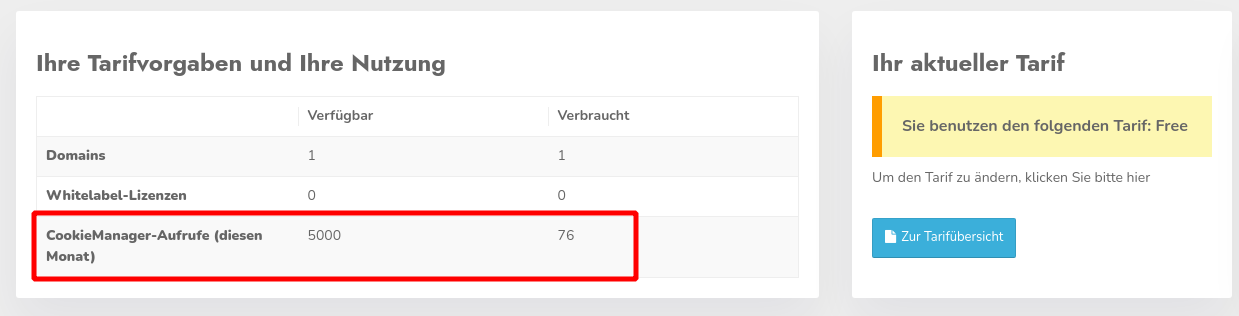 Ihre Tarifvorgaben und Ihre Nutzung
Verfügbar Verbraucht
Domains 1 1
Whitelabel-Lizenzen 0 0
CookieManager-Aufrufe (diesen 5000 76
Monat)
Ihr aktueller Tarif
Sie benutzen den folgenden Tarif: Free
Um den Tarif zu ändern, klicken Sie bitte hier
Zur Tarifübersicht